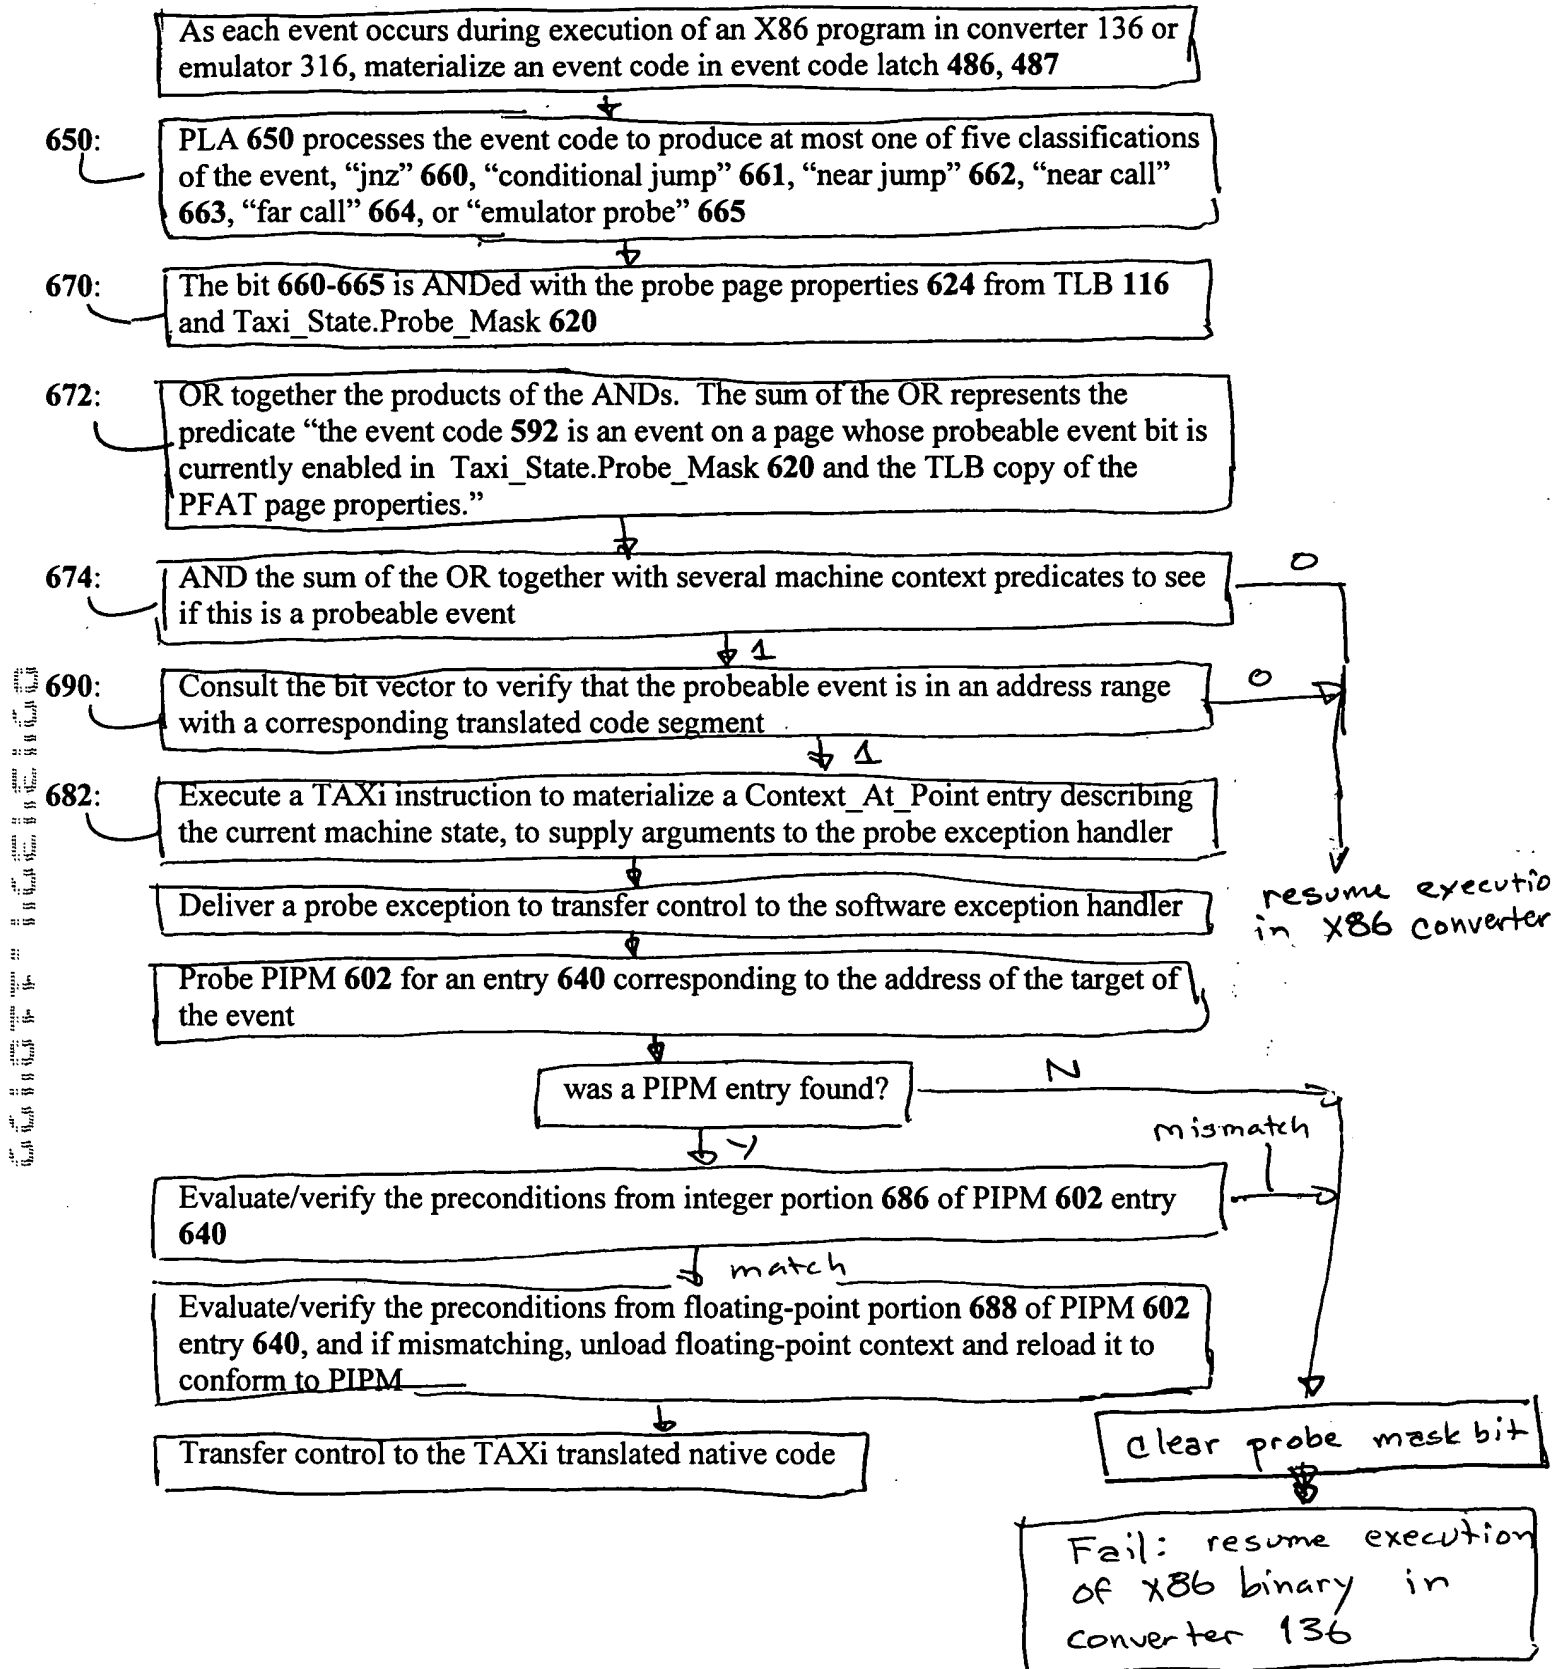 As each event occurs during execution of an X86 program in converter 136 or
emulator 316, materialize an event code in event code latch 486, 487
650:
PLA 650 processes the event code to produce at most one of five classifications
of the event, “jnz” 660, “conditional jump” 661, “near jump” 662, “near call”
663, “far call” 664, or “emulator probe” 665
670:
The bit 660-665 is ANDed with the probe page properties 624 from TLB 116
and Taxi_State.Probe_Mask 620
672:
OR together the products of the ANDs. The sum of the OR represents the
predicate “the event code 592 is an event on a page whose probeable event bit is
currently enabled in Taxi_State.Probe_Mask 620 and the TLB copy of the
PFAT page properties.”
674:
AND the sum of the OR together with several machine context predicates to see
if this is a probeable event
0
1
690:
Consult the bit vector to verify that the probeable event is in an address range
with a corresponding translated code segment
0
1
682:
Execute a TAXi instruction to materialize a Context_At_Point entry describing
the current machine state, to supply arguments to the probe exception handler
resume executio
in X86 converter
Deliver a probe exception to transfer control to the software exception handler
Probe PIPM 602 for an entry 640 corresponding to the address of the target of
the event
was a PIPM entry found?
N
Y
mismatch
Evaluate/verify the preconditions from integer portion 686 of PIPM 602 entry
640
match
Evaluate/verify the preconditions from floating-point portion 688 of PIPM 602
entry 640, and if mismatching, unload floating-point context and reload it to
conform to PIPM
Transfer control to the TAXi translated native code
clear probe mask bit
Fail: resume execution
of X86 binary in
converter 136